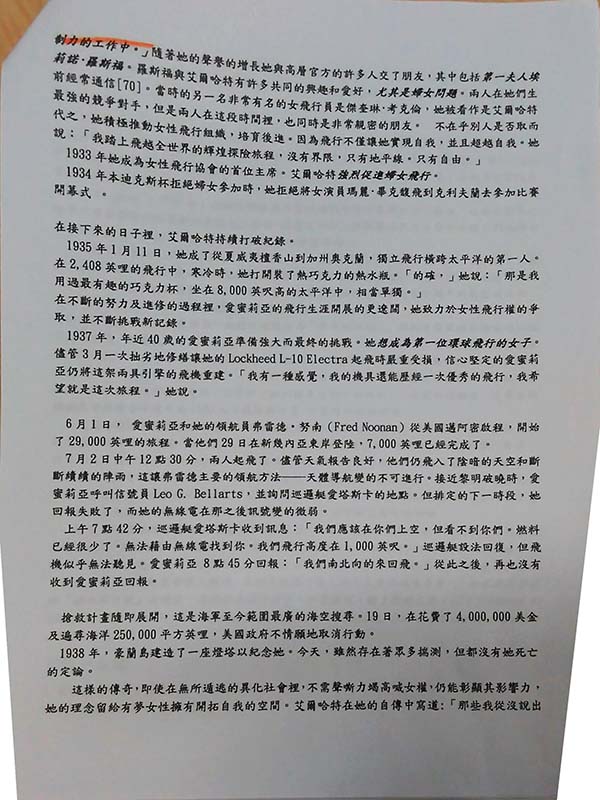 制力的工作中。」隨著她的聲譽的增長她與高層官方的許多人交了朋友，其中包括第一夫人埃
莉諾·羅斯福。羅斯福與艾爾哈特有許多共同的興趣和愛好，尤其是婦女問題。兩人在她們生
前經常通信[70]。當時的另一名非常有名的女飛行員是傑奎琳·考克倫，她被看作是艾爾哈特
最強的競爭對手，但是兩人在這段時間裡，也同時是非常親密的朋友。 不在乎別人是否取而
代之，她積極推動女性飛行組織，培育後進。因為飛行不僅讓她實現自我，並且超越自我。她
說：「我踏上飛越全世界的輝煌探險旅程，沒有界限，只有地平線。只有自由。」
1933 年她成為女性飛行協會的首位主席。艾爾哈特強烈促進婦女飛行。
1934 年本迪克斯杯拒絕婦女參加時，她拒絕將女演員瑪麗·畢克馥飛到克利夫蘭去參加比賽
開幕式 。
在接下來的日子裡，艾爾哈特持續打破紀錄。
1935 年 1 月 11 日，她成了從夏威夷檀香山到加州奧克蘭，獨立飛行橫跨太平洋的第一人。
在 2,408 英哩的飛行中，寒冷時，她打開裝了熱巧克力的熱水瓶。「的確，」她說：「那是我
用過最有趣的巧克力杯，坐在 8,000 英呎高的太平洋中，相當單獨。」
在不斷的努力及進修的過程裡，愛蜜莉亞的飛行生涯開展的更遼闊，她致力於女性飛行權的爭
取，並不斷挑戰新記錄。
1937 年，年近 40 歲的愛蜜莉亞準備強大而最終的挑戰。她想成為第一位環球飛行的女子。
儘管 3 月一次拙劣地修繕讓她的 Lockheed L-10 Electra 起飛時嚴重受損，信心堅定的愛蜜莉
亞仍將這架兩具引擎的飛機重建。「我有一種感覺，我的機具還能歷經一次優秀的飛行，我希
望就是這次旅程。」她說。
6 月 1 日， 愛蜜莉亞和她的領航員弗雷德·努南（Fred Noonan）從美國邁阿密啟程，開始
了 29,000 英哩的旅程。當他們 29 日在新幾內亞東岸登陸，7,000 英哩已經完成了。
7 月 2 日中午 12 點 30 分，兩人起飛了。儘管天氣報告良好，他們仍飛入了陰暗的天空和斷
斷續續的陣雨，這讓弗雷德主要的領航方法——天體導航變的不可進行。接近黎明破曉時，愛
蜜莉亞呼叫信號員 Leo G. Bellarts，並詢問巡邏艇愛塔斯卡的地點。但排定的下一時段，她
回報失敗了，而她的無線電在那之後訊號變的微弱。
上午 7 點 42 分，巡邏艇愛塔斯卡收到訊息：「我們應該在你們上空，但看不到你們。燃料
已經很少了。無法藉由無線電找到你。我們飛行高度在 1,000 英呎。」巡邏艇設法回復，但飛
機似乎無法聽見。愛蜜莉亞 8 點 45 分回報：「我們南北向的來回飛。」從此之後，再也沒有
收到愛蜜莉亞回報。
搶救計畫隨即展開，這是海軍至今範圍最廣的海空搜尋。19 日，在花費了 4,000,000 美金
及遍尋海洋 250,000 平方英哩，美國政府不情願地取消行動。
1938 年，豪蘭島建造了一座燈塔以紀念她。今天，雖然存在著眾多揣測，但都沒有她死亡
的定論。
這樣的傳奇，即使在無所遁逃的異化社會裡，不需聲嘶力竭高喊女權，仍能彰顯其影響力，
她的理念留給有夢女性擁有開拓自我的空間。艾爾哈特在她的自傳中寫道：「那些我從沒說出